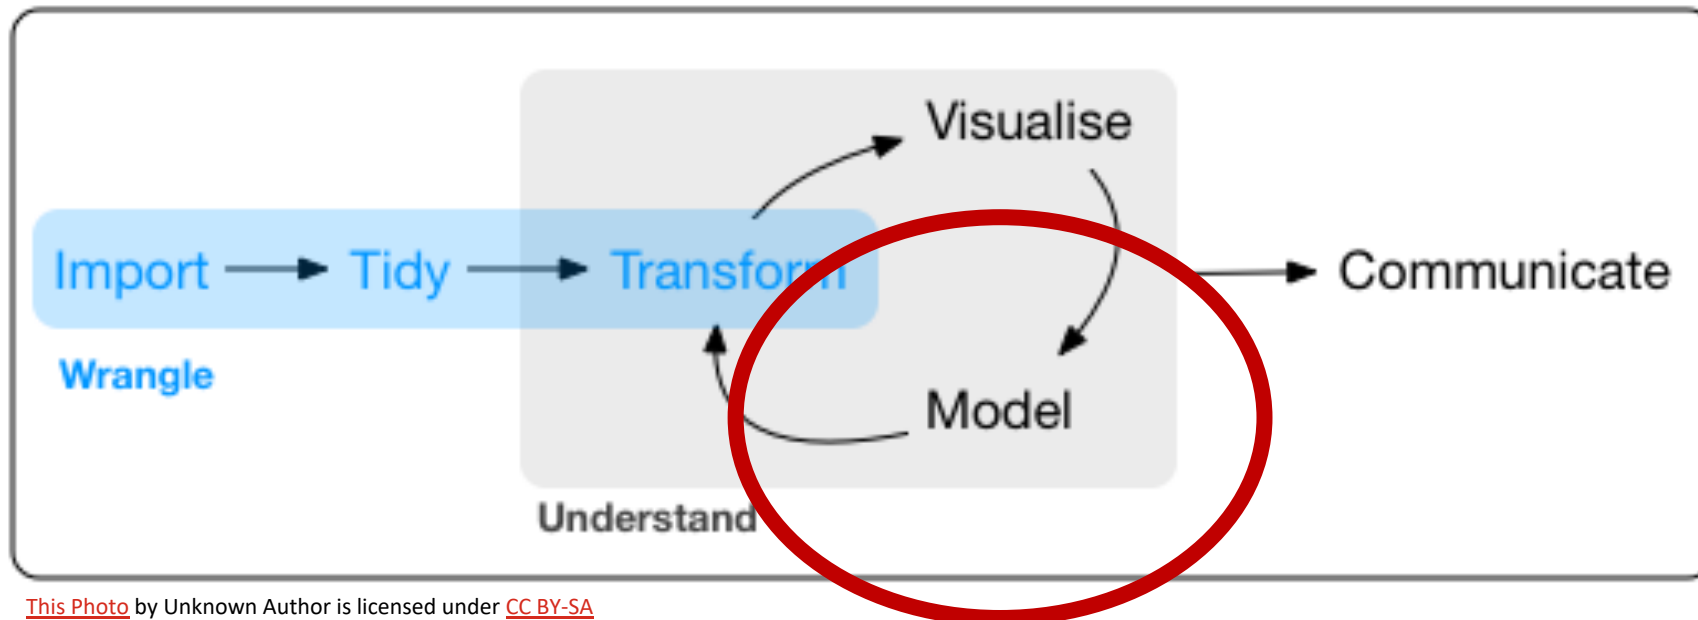 Visualise
Import Tidy Transform Communicate
Wrangle
Model
Understand
This Photo by Unknown Author is licensed under CC BY-SA